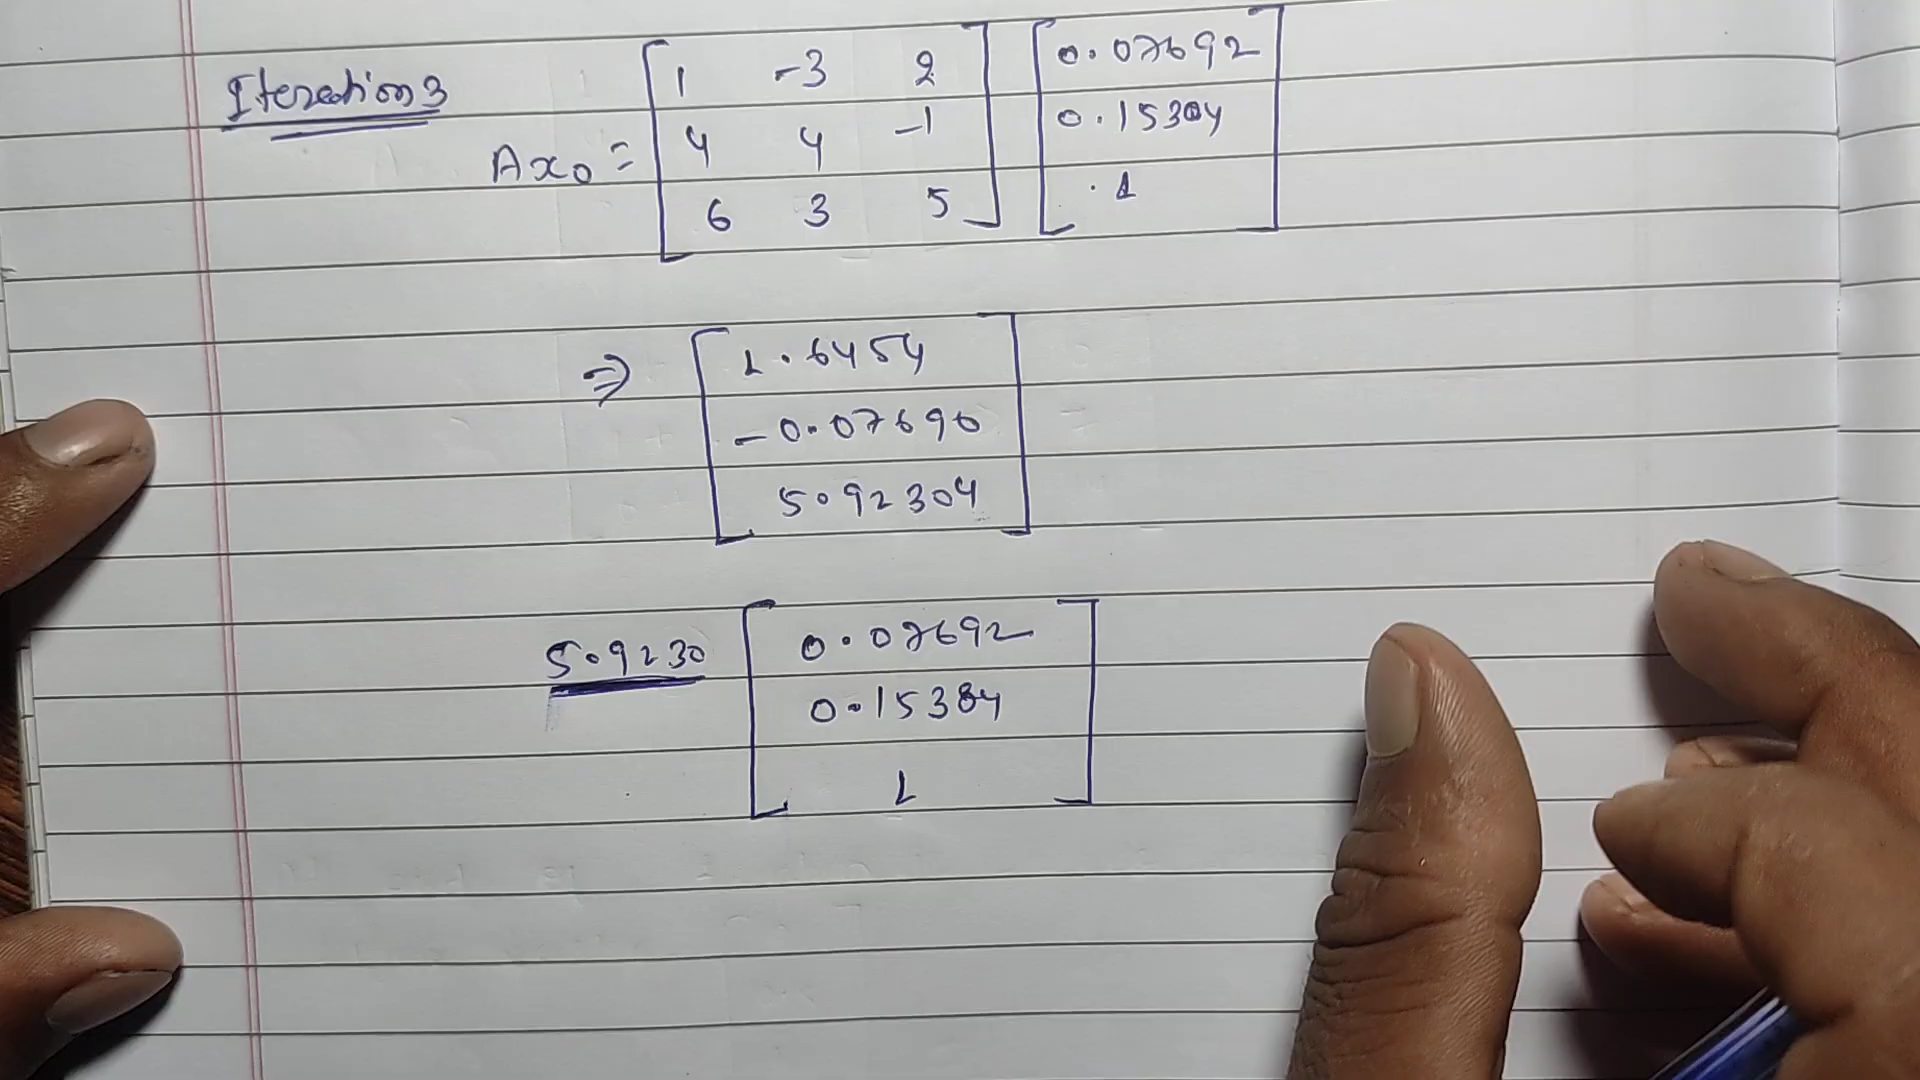 Iteration 3
Ax0 = [1 -3 2] [0.07692]
[4 4 -1] [0.15384]
[6 3 5] [1]
⇒ [1.6454]
[-0.07690]
[5.92304]
5.9230 [0.07692]
[0.15384]
[1]